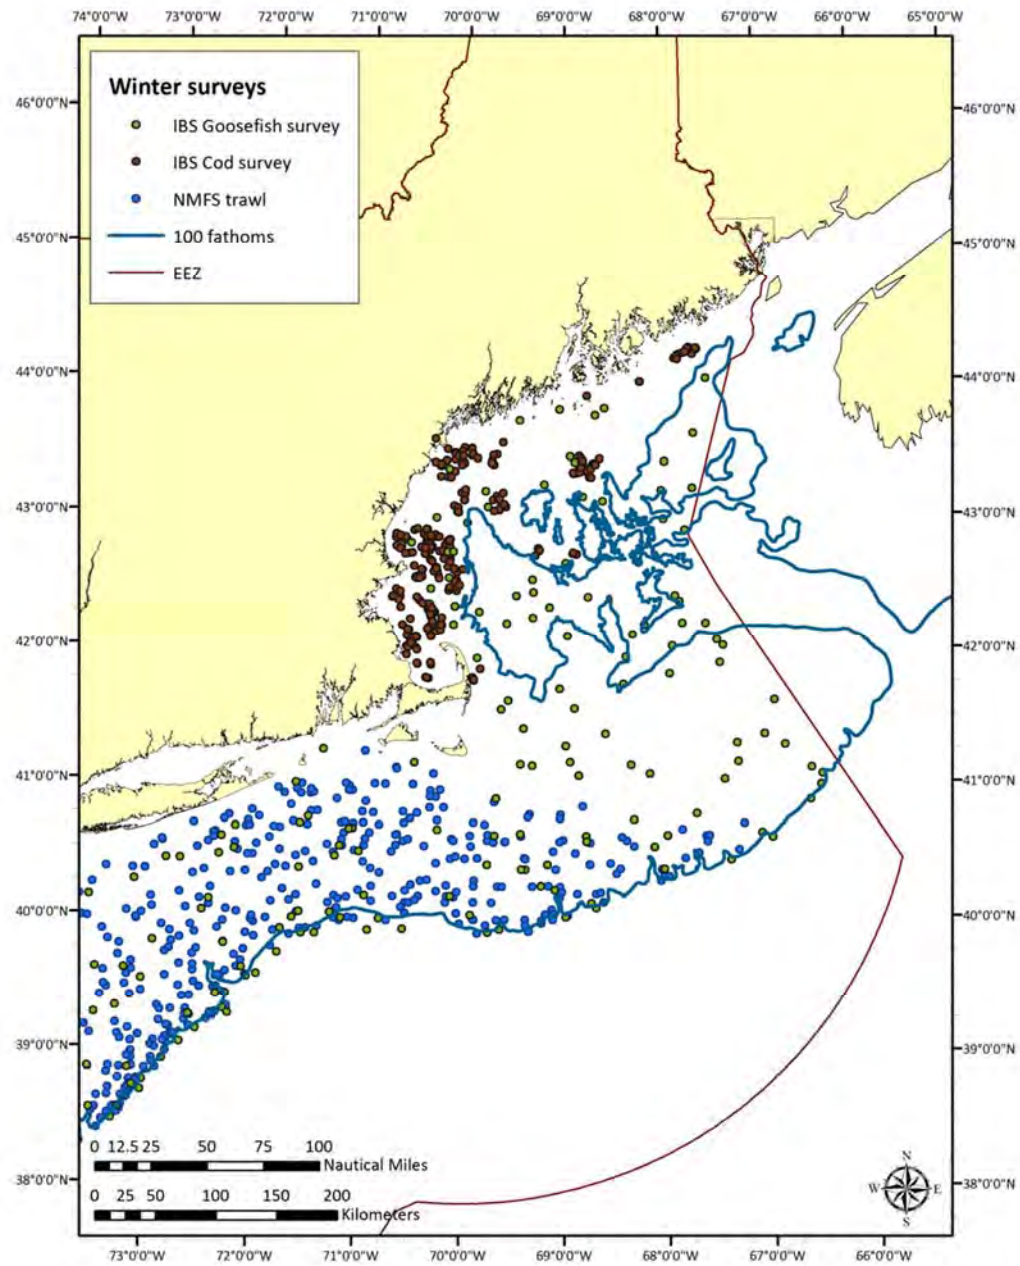 74°0'0"W 73°0'0"W 72°0'0"W 71°0'0"W 70°0'0"W 69°0'0"W 68°0'0"W 67°0'0"W 66°0'0"W 65°0'0"W
Winter surveys
IBS Goosefish survey
IBS Cod survey
NMFS trawl
100 fathoms
EEZ
46°0'0"N 46°0'0"N
45°0'0"N 45°0'0"N
44°0'0"N 44°0'0"N
43°0'0"N 43°0'0"N
42°0'0"N 42°0'0"N
41°0'0"N 41°0'0"N
40°0'0"N 40°0'0"N
39°0'0"N 39°0'0"N
38°0'0"N 38°0'0"N
0 12.5 25 50 75 100
Nautical Miles
0 25 50 100 150 200
Kilometers
N
W E
S
73°0'0"W 72°0'0"W 71°0'0"W 70°0'0"W 69°0'0"W 68°0'0"W 67°0'0"W 66°0'0"W